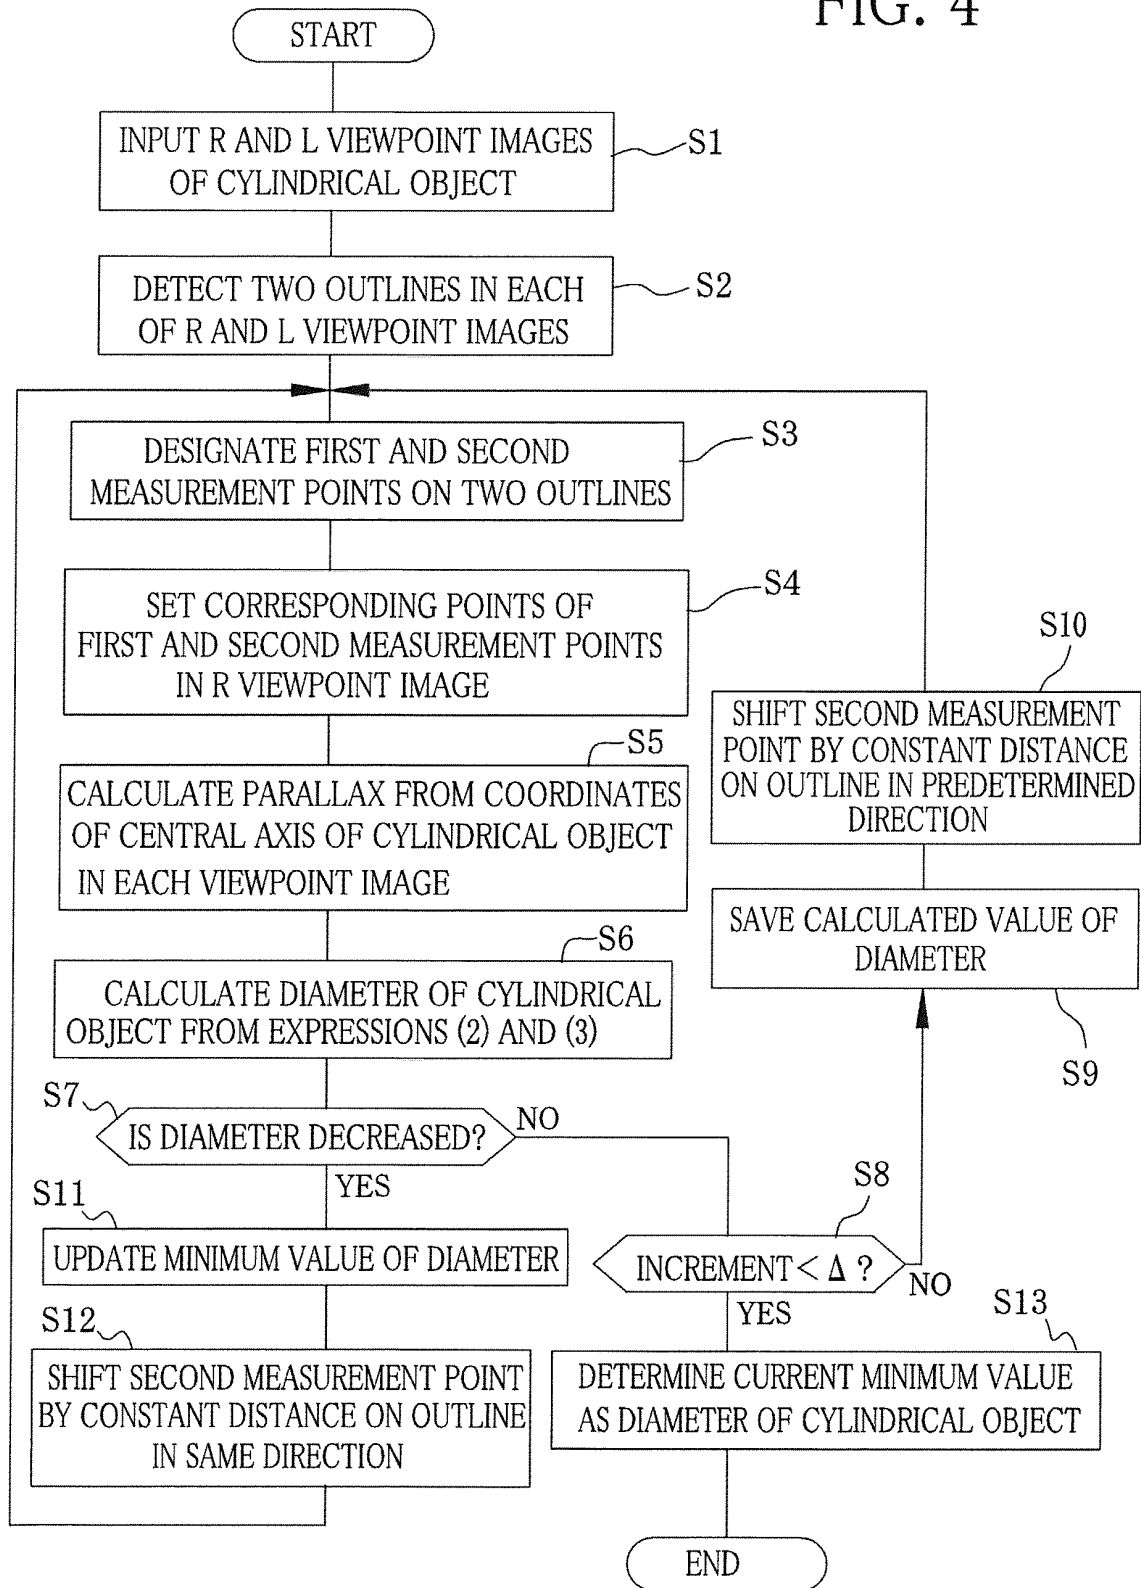 FIG. 4
START
INPUT R AND L VIEWPOINT IMAGES
OF CYLINDRICAL OBJECT
S1
DETECT TWO OUTLINES IN EACH
OF R AND L VIEWPOINT IMAGES
S2
DESIGNATE FIRST AND SECOND
MEASUREMENT POINTS ON TWO OUTLINES
S3
SET CORRESPONDING POINTS OF
FIRST AND SECOND MEASUREMENT POINTS
IN R VIEWPOINT IMAGE
S4
CALCULATE PARALLAX FROM COORDINATES
OF CENTRAL AXIS OF CYLINDRICAL OBJECT
IN EACH VIEWPOINT IMAGE
S5
CALCULATE DIAMETER OF CYLINDRICAL
OBJECT FROM EXPRESSIONS (2) AND (3)
S6
S7
IS DIAMETER DECREASED?
NO
YES
S11
UPDATE MINIMUM VALUE OF DIAMETER
S12
SHIFT SECOND MEASUREMENT POINT
BY CONSTANT DISTANCE ON OUTLINE
IN SAME DIRECTION
S10
SHIFT SECOND MEASUREMENT
POINT BY CONSTANT DISTANCE
ON OUTLINE IN PREDETERMINED
DIRECTION
SAVE CALCULATED VALUE OF
DIAMETER
S9
S8
INCREMENT < Δ ?
NO
YES
S13
DETERMINE CURRENT MINIMUM VALUE
AS DIAMETER OF CYLINDRICAL OBJECT
END